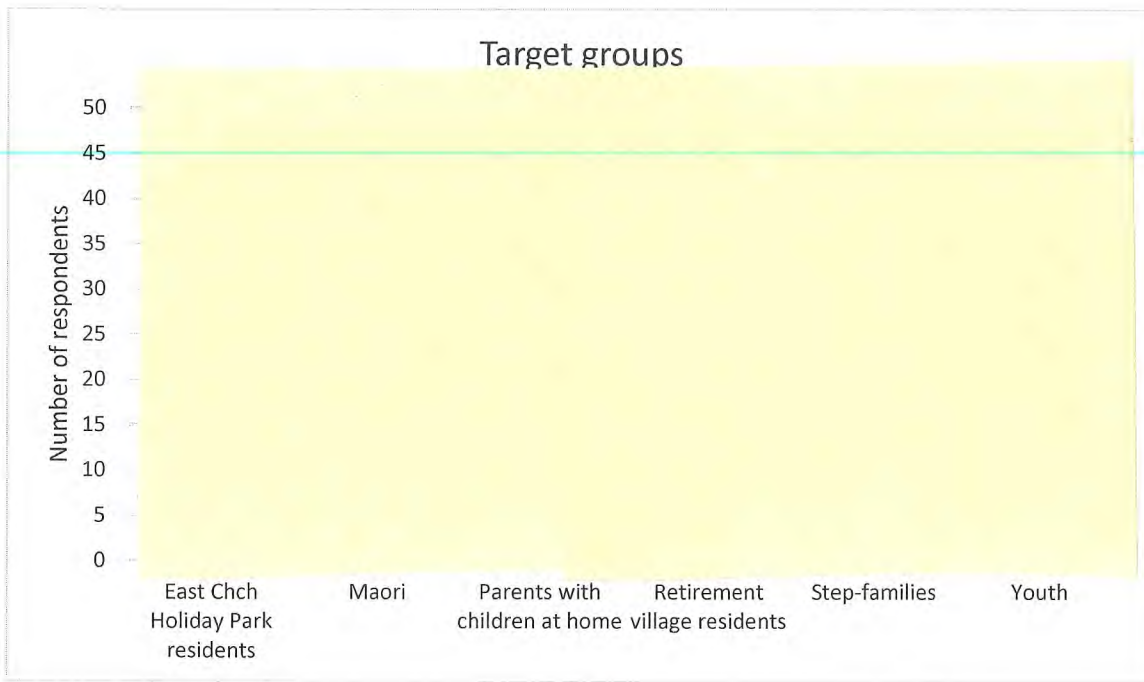 Target groups
50
45
40
35
30
25
20
15
10
5
0
Number of respondents
East Chch
Holiday Park
residents
Maori
Parents with
children at home
Retirement
village residents
Step-families
Youth